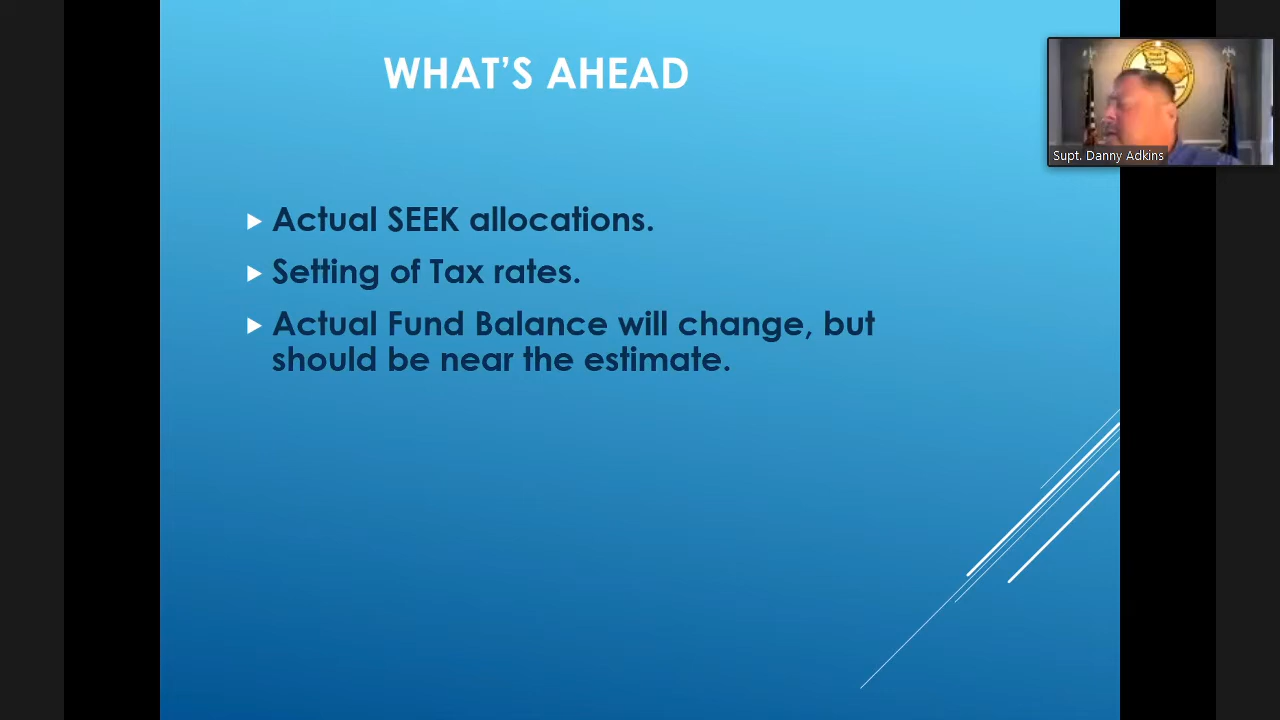 WHAT'S AHEAD
Actual SEEK allocations.
Setting of Tax rates.
Actual Fund Balance will change, but
should be near the estimate.
Supt. Danny Adkins